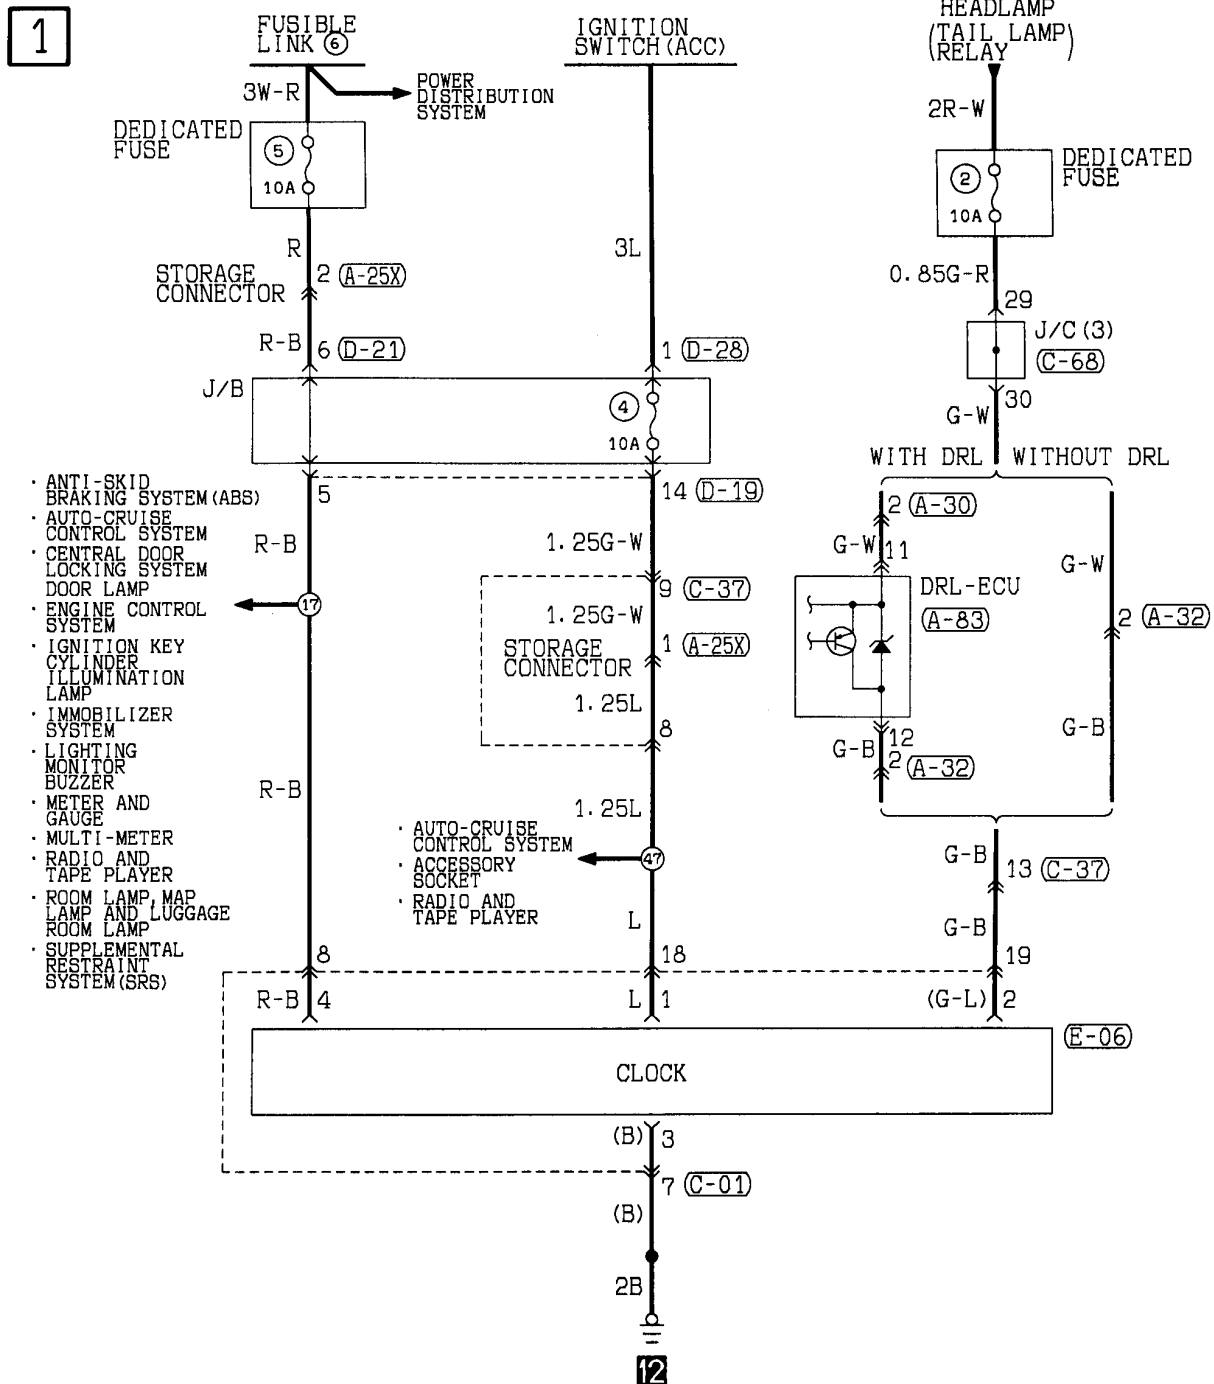 1
FUSIBLE
LINK ⑥
IGNITION
SWITCH(ACC)
HEADLAMP
(TAIL LAMP)
RELAY
3W-R
POWER
DISTRIBUTION
SYSTEM
2R-W
DEDICATED
FUSE
⑤
10A
DEDICATED
FUSE
②
10A
R
3L
0.85G-R
STORAGE
CONNECTOR
2 (A-25X)
29
J/C(3)
(C-68)
30
R-B
6 (D-21)
1 (D-28)
J/B
④
10A
G-W
WITH DRL
WITHOUT DRL
5
14 (D-19)
· ANTI-SKID
BRAKING SYSTEM(ABS)
· AUTO-CRUISE
CONTROL SYSTEM
· CENTRAL DOOR
LOCKING SYSTEM
DOOR LAMP
· ENGINE CONTROL
SYSTEM
· IGNITION KEY
CYLINDER
ILLUMINATION
LAMP
· IMMOBILIZER
SYSTEM
· LIGHTING
MONITOR
BUZZER
· METER AND
GAUGE
· MULTI-METER
· RADIO AND
TAPE PLAYER
· ROOM LAMP,MAP
LAMP AND LUGGAGE
ROOM LAMP
· SUPPLEMENTAL
RESTRAINT
SYSTEM(SRS)
R-B
17
R-B
1.25G-W
9 (C-37)
1.25G-W
STORAGE
CONNECTOR
1 (A-25X)
1.25L
8
1.25L
· AUTO-CRUISE
CONTROL SYSTEM
· ACCESSORY
SOCKET
· RADIO AND
TAPE PLAYER
47
L
2 (A-30)
G-W
11
DRL-ECU
(A-83)
12
G-B
2 (A-32)
G-W
2 (A-32)
G-B
G-B
13 (C-37)
G-B
8
18
19
R-B
4
L
1
(G-L)
2
(E-06)
CLOCK
(B)
3
7 (C-01)
(B)
2B
12